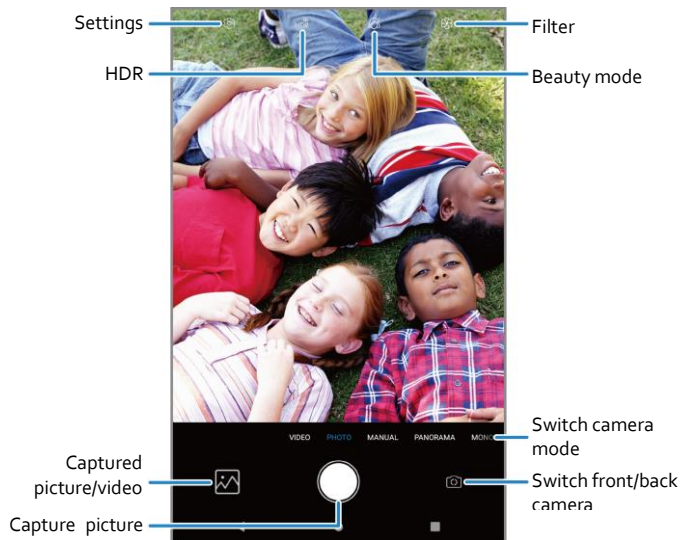 Settings
Filter
HDR
Beauty mode
VIDEO PHOTO MANUAL PANORAMA MONO
Switch camera
mode
Captured
picture/video
Switch front/back
camera
Capture picture